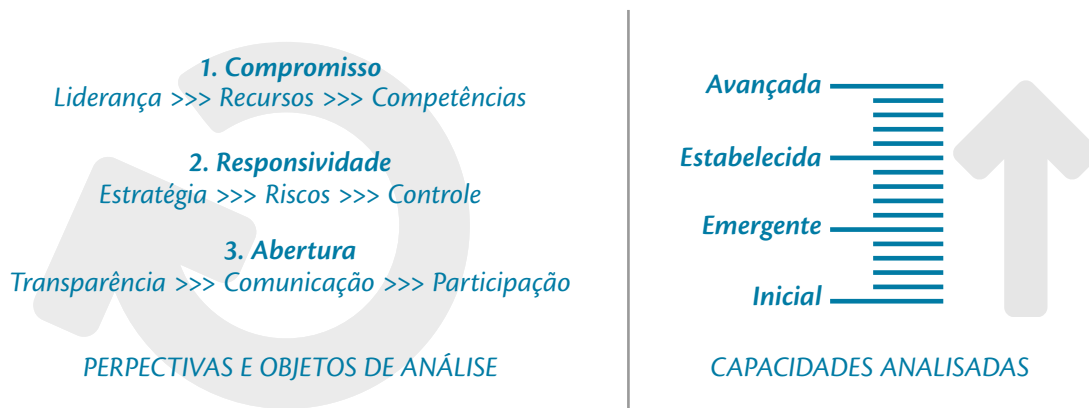 1. Compromisso
Liderança >>> Recursos >>> Competências
2. Responsividade
Estratégia >>> Riscos >>> Controle
3. Abertura
Transparência >>> Comunicação >>> Participação
PERPECTIVAS E OBJETOS DE ANÁLISE
Avançada
Estabelecida
Emergente
Inicial
CAPACIDADES ANALISADAS